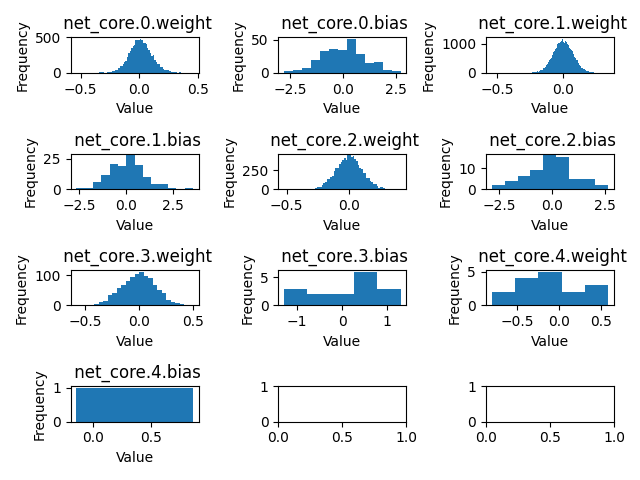 net_core.0.weight
net_core.0.bias
net_core.1.weight
Frequency
500
0
−0.5
0.0
0.5
Value
Frequency
50
0
−2.5
0.0
2.5
Value
Frequency
1000
0
−0.5
0.0
Value
net_core.1.bias
net_core.2.weight
net_core.2.bias
Frequency
25
0
−2.5
0.0
2.5
Value
Frequency
250
0
−0.5
0.0
Value
Frequency
10
0
−2.5
0.0
2.5
Value
net_core.3.weight
net_core.3.bias
net_core.4.weight
Frequency
100
0
−0.5
0.0
0.5
Value
Frequency
5
0
−1
0
1
Value
Frequency
5
0
−0.5
0.0
0.5
Value
net_core.4.bias
Frequency
1
0
0.0
0.5
Value
1
0
0.0
0.5
1.0
1
0
0.0
0.5
1.0